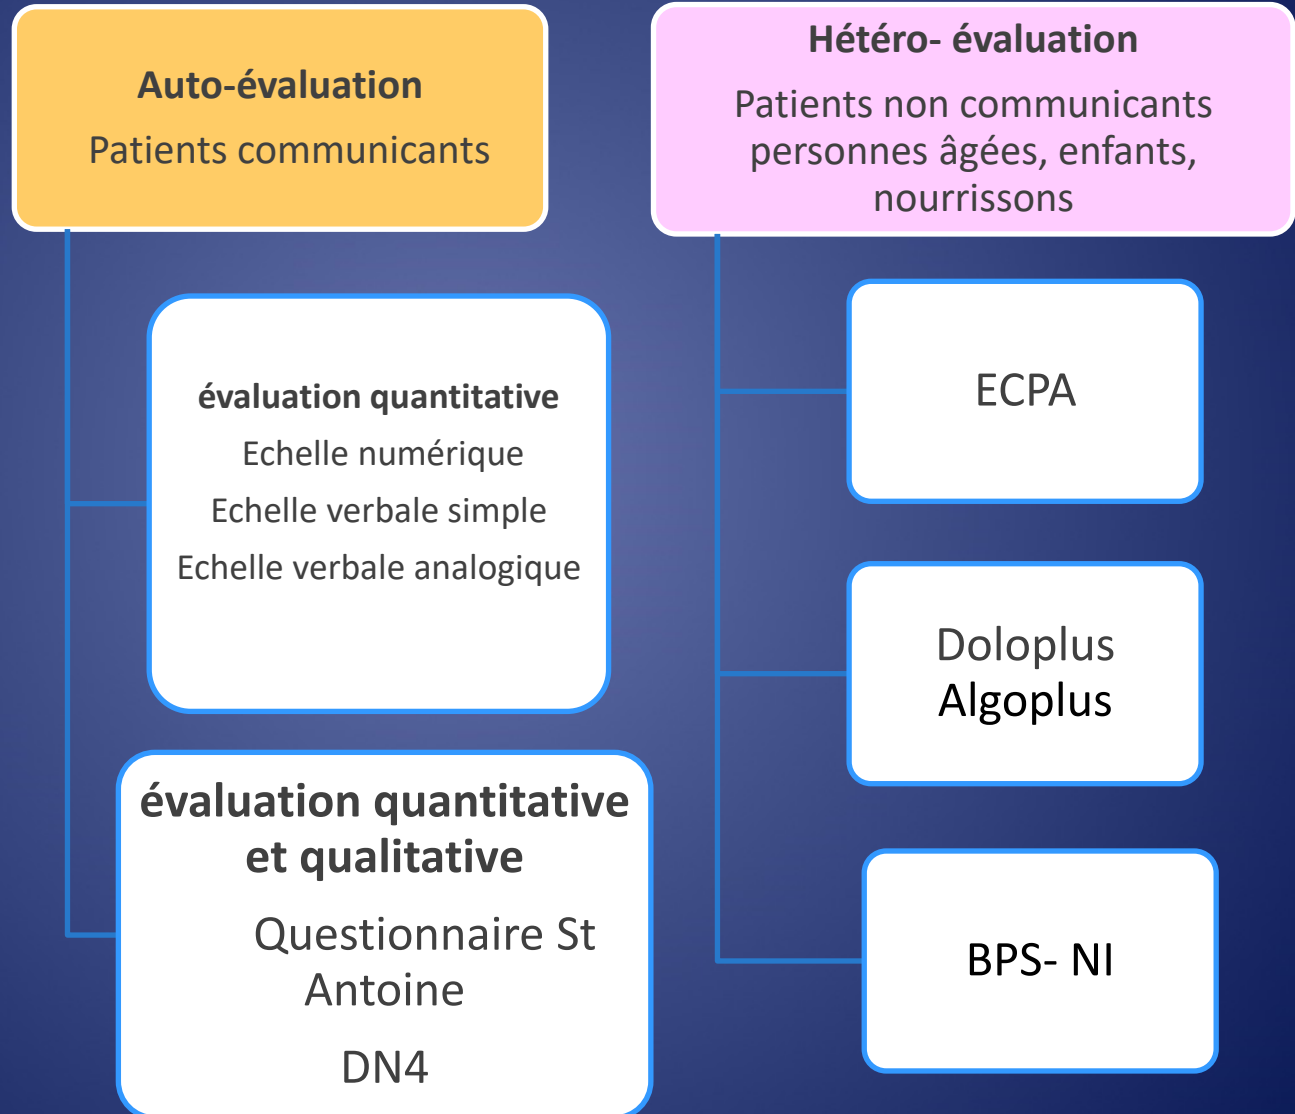 Auto-évaluation
Patients communicants
évaluation quantitative
Echelle numérique
Echelle verbale simple
Echelle verbale analogique
évaluation quantitative
et qualitative
Questionnaire St
Antoine
DN4
Hétéro- évaluation
Patients non communicants
personnes âgées, enfants,
nourrissons
ECPA
Doloplus
Algoplus
BPS- NI